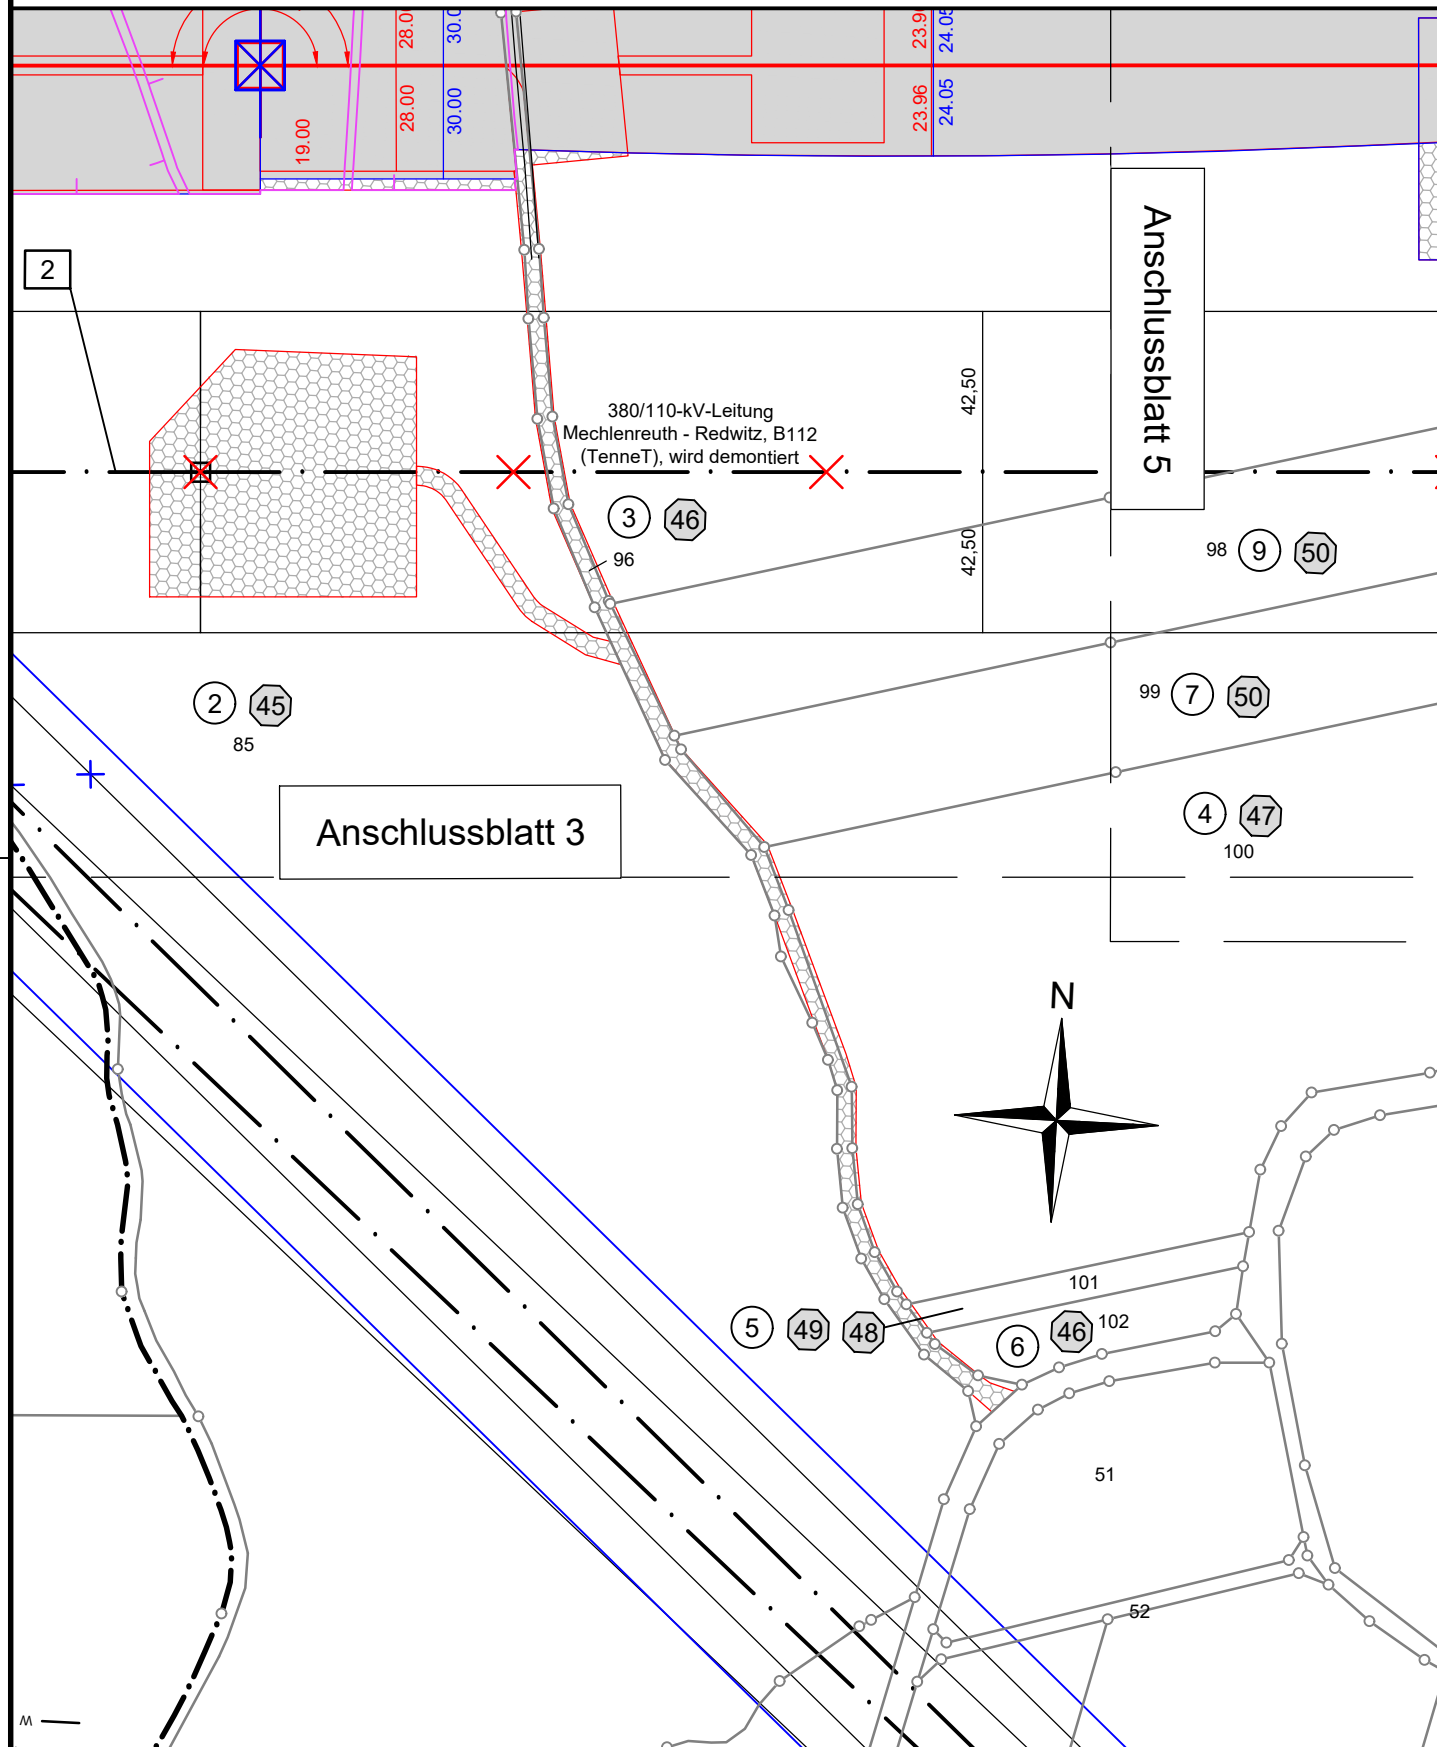 28.00
30.0
23.96
24.05
19.00
28.00
30.00
23.96
24.05
2
Anschlussblatt 5
380/110-kV-Leitung
Mechlenreuth - Redwitz, B112
(TenneT), wird demontiert
42,50
42,50
3 46
96
98 9 50
2 45
85
99 7 50
4 47
100
Anschlussblatt 3
N
101
5 49 48
6 46 102
51
52
W